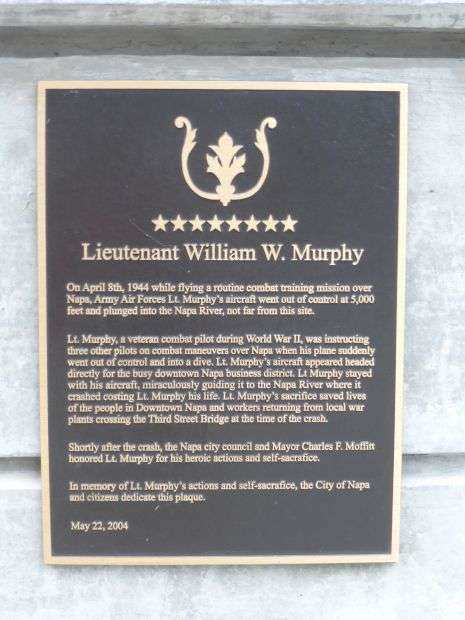 Lieutenant William W. Murphy
On April 8th, 1944 while flying a routine combat training mission over
Napa, Army Air Forces Lt. Murphy's aircraft went out of control at 5,000
feet and plunged into the Napa River, not far from this site.
Lt. Murphy, a veteran combat pilot during World War II, was instructing
three other pilots on combat maneuvers over Napa when his plane suddenly
went out of control and into a dive. Lt. Murphy's aircraft appeared headed
directly for the busy downtown Napa business district. Lt Murphy stayed
with his aircraft, miraculously guiding it to the Napa River where it
crashed costing Lt. Murphy his life. Lt. Murphy's sacrifice saved lives
of the people in Downtown Napa and workers returning from local war
plants crossing the Third Street Bridge at the time of the crash.
Shortly after the crash, the Napa city council and Mayor Charles F. Moffitt
honored Lt. Murphy for his heroic actions and self-sacrafice.
In memory of Lt. Murphy's actions and self-sacrafice, the City of Napa
and citizens dedicate this plaque.
May 22, 2004